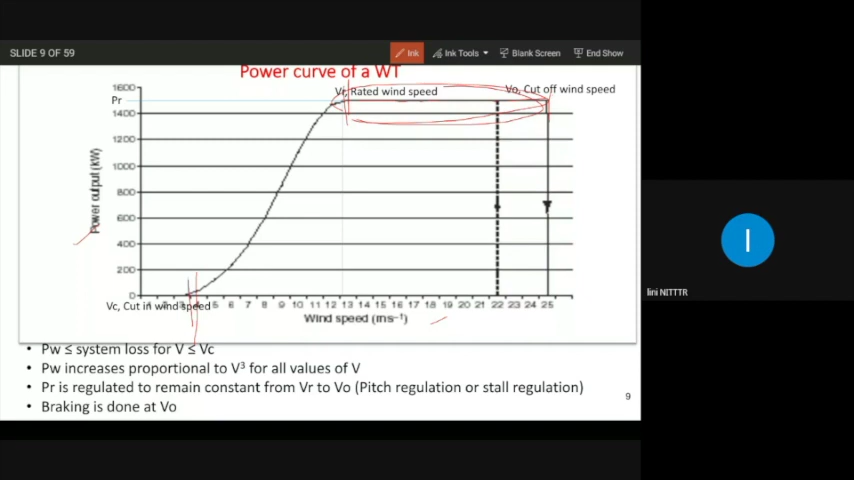 SLIDE 9 OF 59
Ink
Ink Tools
Blank Screen
End Show
Power curve of a WT
Vr, Rated wind speed
Vo, Cut off wind speed
Pr
1600
1400
1200
1000
800
600
400
200
0
Power output (kW)
Vc, Cut in wind speed
5 6 7 8 9 10 11 12 13 14 15 16 17 18 19 20 21 22 23 24 25
Wind speed (ms⁻¹)
• Pw ≤ system loss for V ≤ Vc
• Pw increases proportional to V³ for all values of V
• Pr is regulated to remain constant from Vr to Vo (Pitch regulation or stall regulation)
• Braking is done at Vo
9
I
lini NITTTR